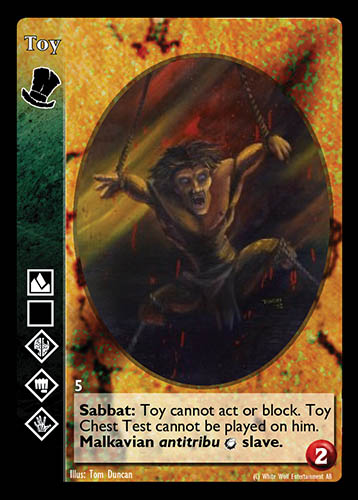 Toy
5
Sabbat: Toy cannot act or block. Toy
Chest Test cannot be played on him.
Malkavian antitribu slave.
2
Illus: Tom Duncan
(C) White Wolf Entertainment AB